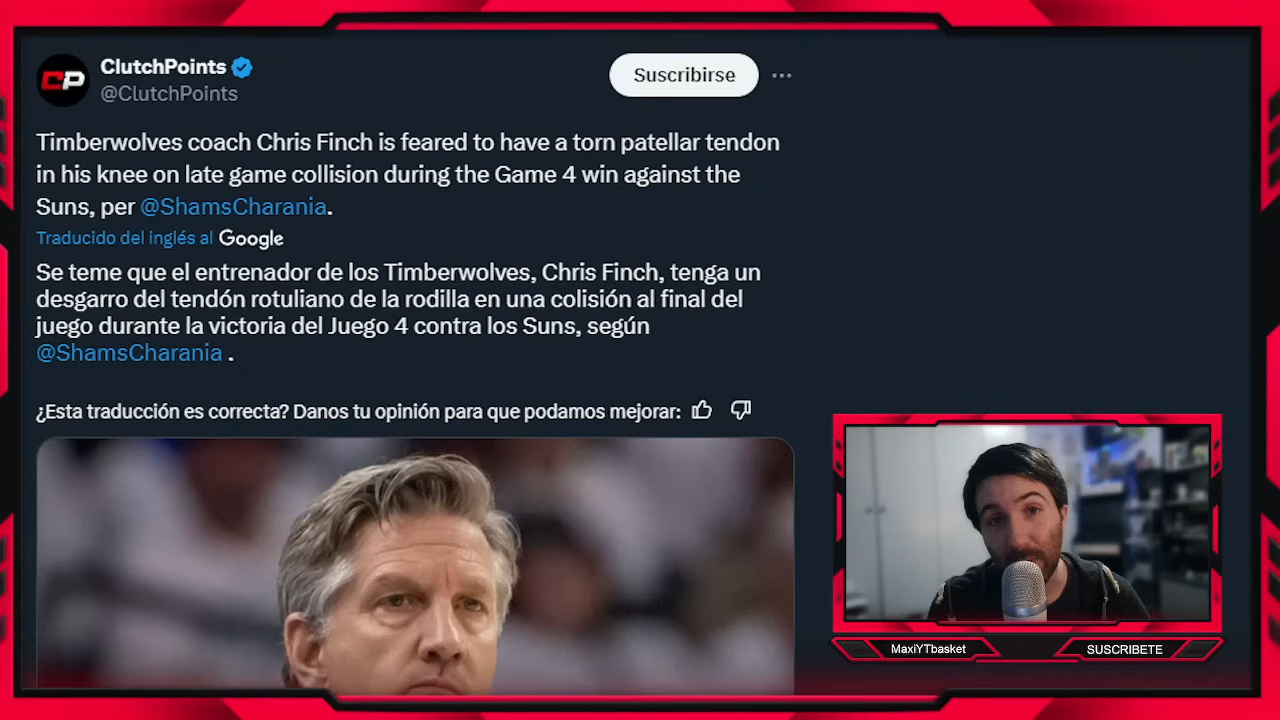 CP
ClutchPoints
@ClutchPoints
Suscribirse
Timberwolves coach Chris Finch is feared to have a torn patellar tendon
in his knee on late game collision during the Game 4 win against the
Suns, per @ShamsCharania.
Traducido del inglés al Google
Se teme que el entrenador de los Timberwolves, Chris Finch, tenga un
desgarro del tendón rotuliano de la rodilla en una colisión al final del
juego durante la victoria del Juego 4 contra los Suns, según
@ShamsCharania .
¿Esta traducción es correcta? Danos tu opinión para que podamos mejorar:
MaxiYTbasket
SUSCRIBETE